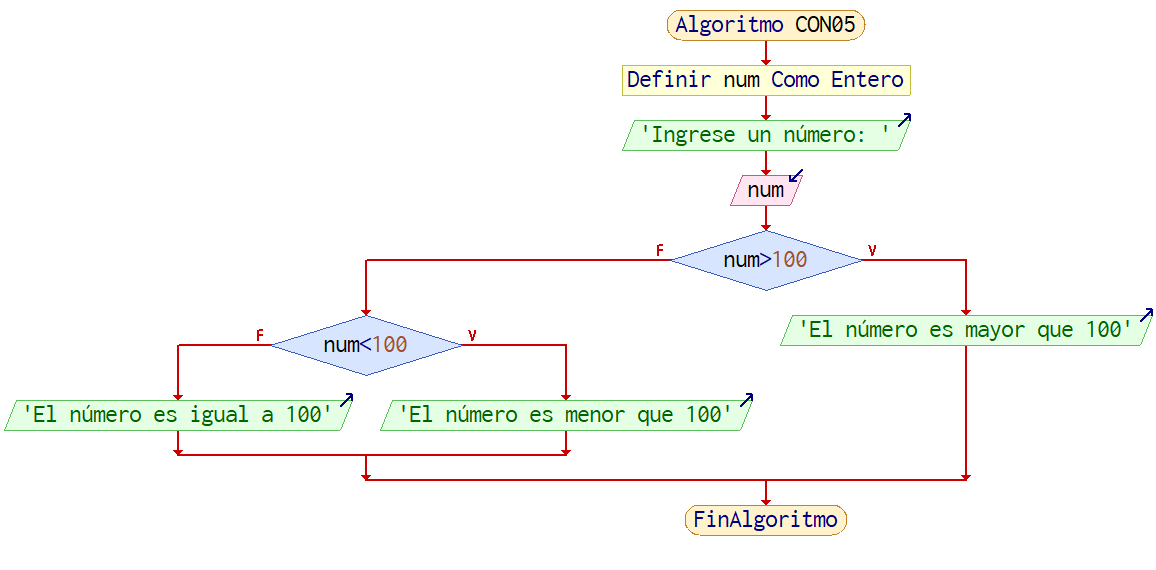 Algoritmo CON05
Definir num Como Entero
'Ingrese un número: '
num
num>100
F
V
'El número es mayor que 100'
num<100
F
V
'El número es igual a 100'
'El número es menor que 100'
FinAlgoritmo